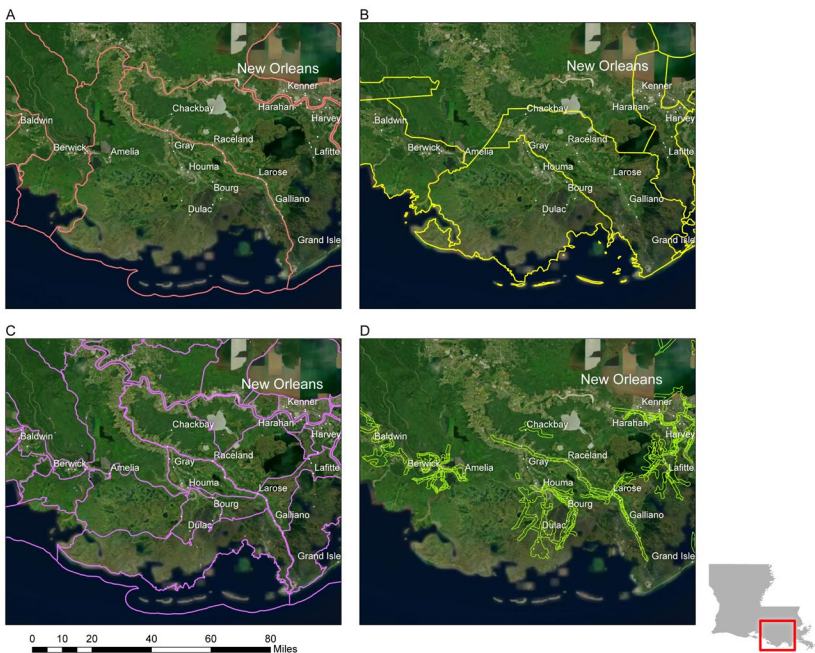 A
New Orleans
Kenner
Chackbay
Harahan
Baldwin
Harvey
Raceland
Berwick
Amelia
Gray
Lafitte
Houma
Larose
Bourg
Galliano
Dulac
Grand Isle
B
New Orleans
Kenner
Chackbay
Harahan
Baldwin
Harvey
Raceland
Berwick
Amelia
Gray
Lafitte
Houma
Larose
Bourg
Galliano
Dulac
Grand Isle
C
New Orleans
Kenner
Chackbay
Harahan
Baldwin
Harvey
Raceland
Berwick
Amelia
Gray
Lafitte
Houma
Larose
Bourg
Galliano
Dulac
Grand Isle
D
New Orleans
Kenner
Chackbay
Harahan
Baldwin
Harvey
Raceland
Berwick
Amelia
Gray
Lafitte
Houma
Larose
Bourg
Galliano
Dulac
Grand Isle
0 5 10 20 40 60 80
Miles